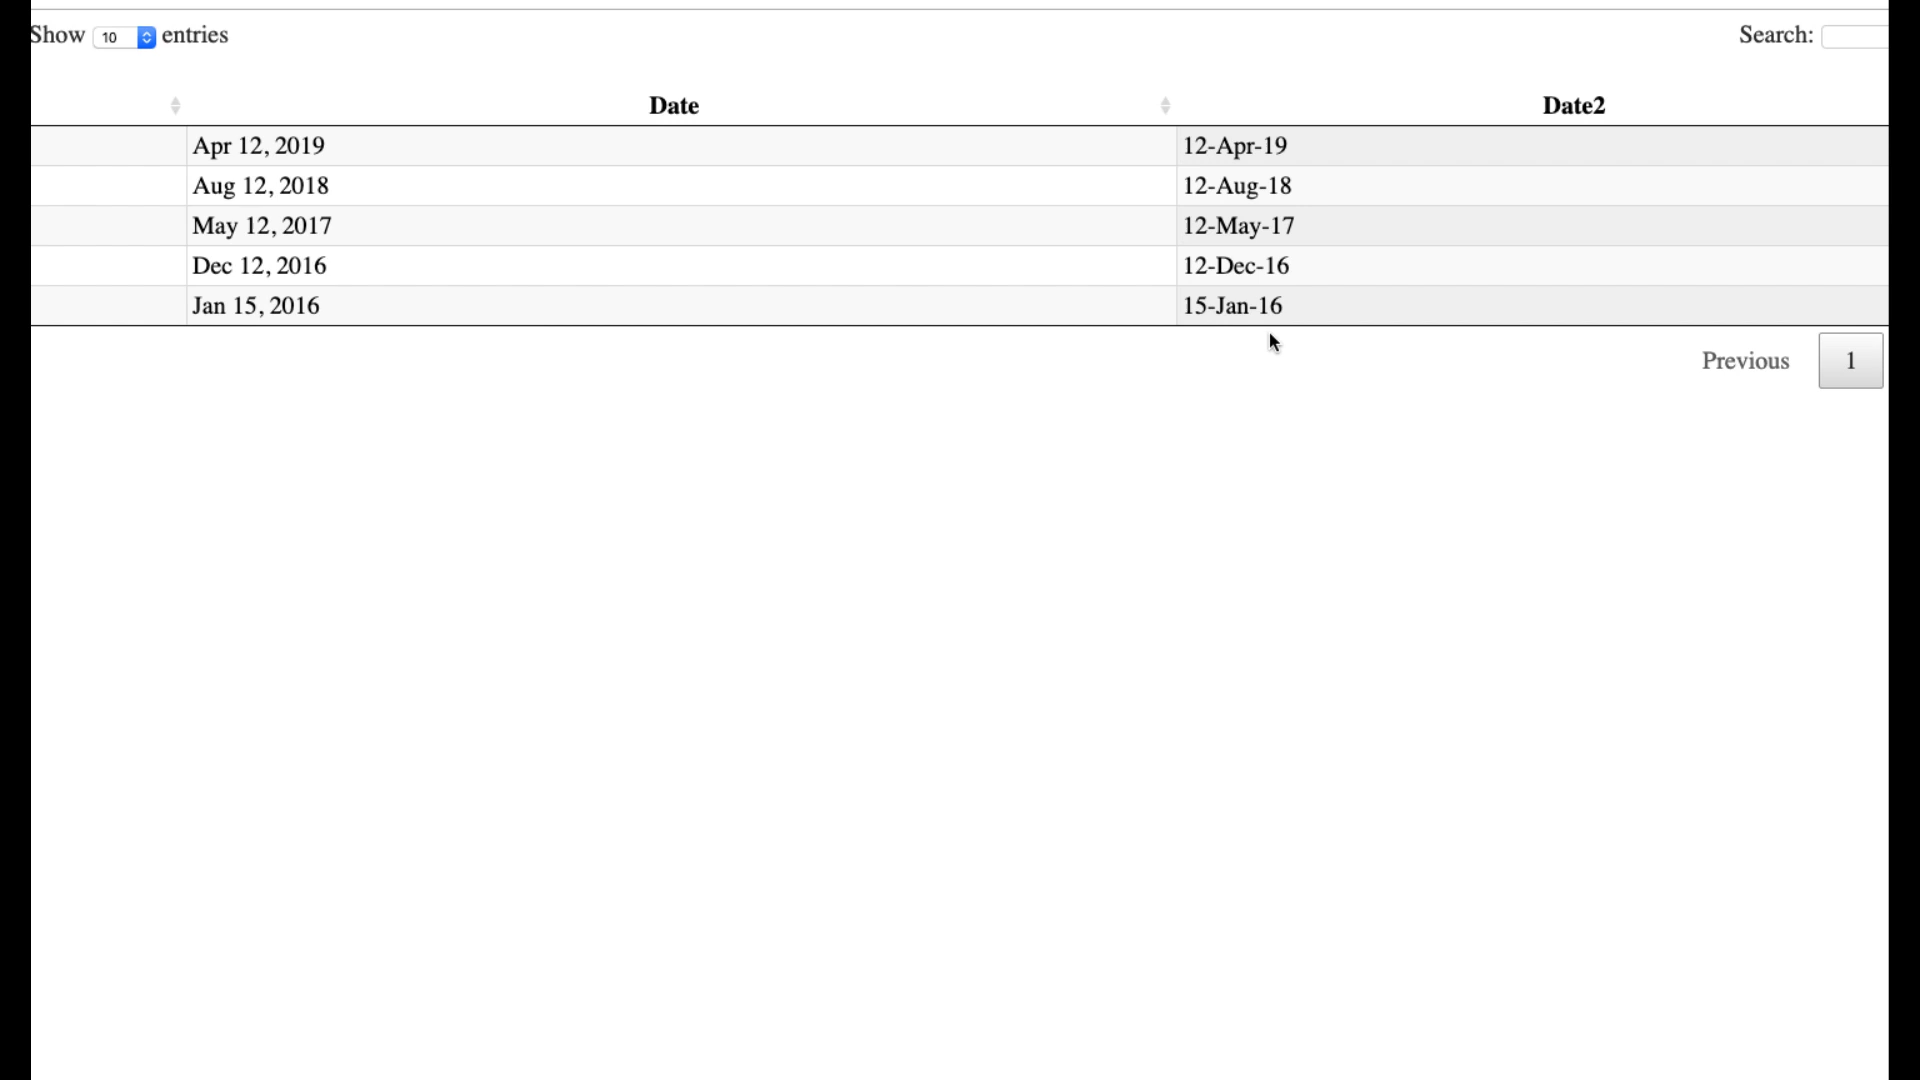 Show 10 entries Search:
Date Date2
Apr 12, 2019 12-Apr-19
Aug 12, 2018 12-Aug-18
May 12, 2017 12-May-17
Dec 12, 2016 12-Dec-16
Jan 15, 2016 15-Jan-16
Previous 1